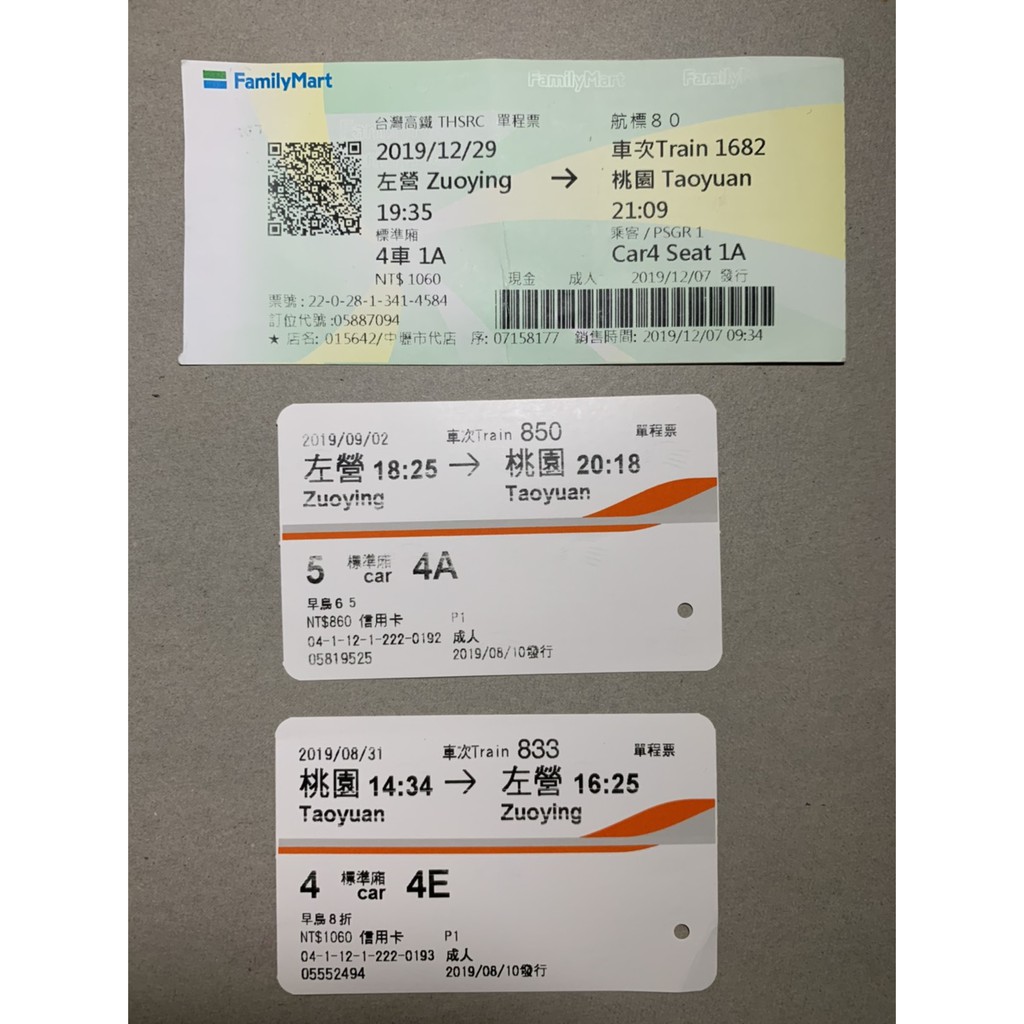 FamilyMart
FamilyMart
台灣高鐵 THSRC 單程票
航標80
2019/12/29
車次Train 1682
左營 Zuoying → 桃園 Taoyuan
19:35
21:09
標準廂
乘客 / PSGR 1
4車 1A
Car4 Seat 1A
NT$ 1060
現金 成人 2019/12/07 發行
票號 : 22-0-28-1-341-4584
訂位代號 :05887094
★ 店名: 015642/中壢市代店 序: 07158177 銷售時間: 2019/12/07 09:34
2019/09/02 車次Train 850 單程票
左營 18:25 → 桃園 20:18
Zuoying Taoyuan
5 標準廂 car 4A
早鳥65
NT$860 信用卡 P1
04-1-12-1-222-0192 成人
05819525 2019/08/10發行
2019/08/31 車次Train 833 單程票
桃園 14:34 → 左營 16:25
Taoyuan Zuoying
4 標準廂 car 4E
早鳥8折
NT$1060 信用卡 P1
04-1-12-1-222-0193 成人
05552494 2019/08/10發行